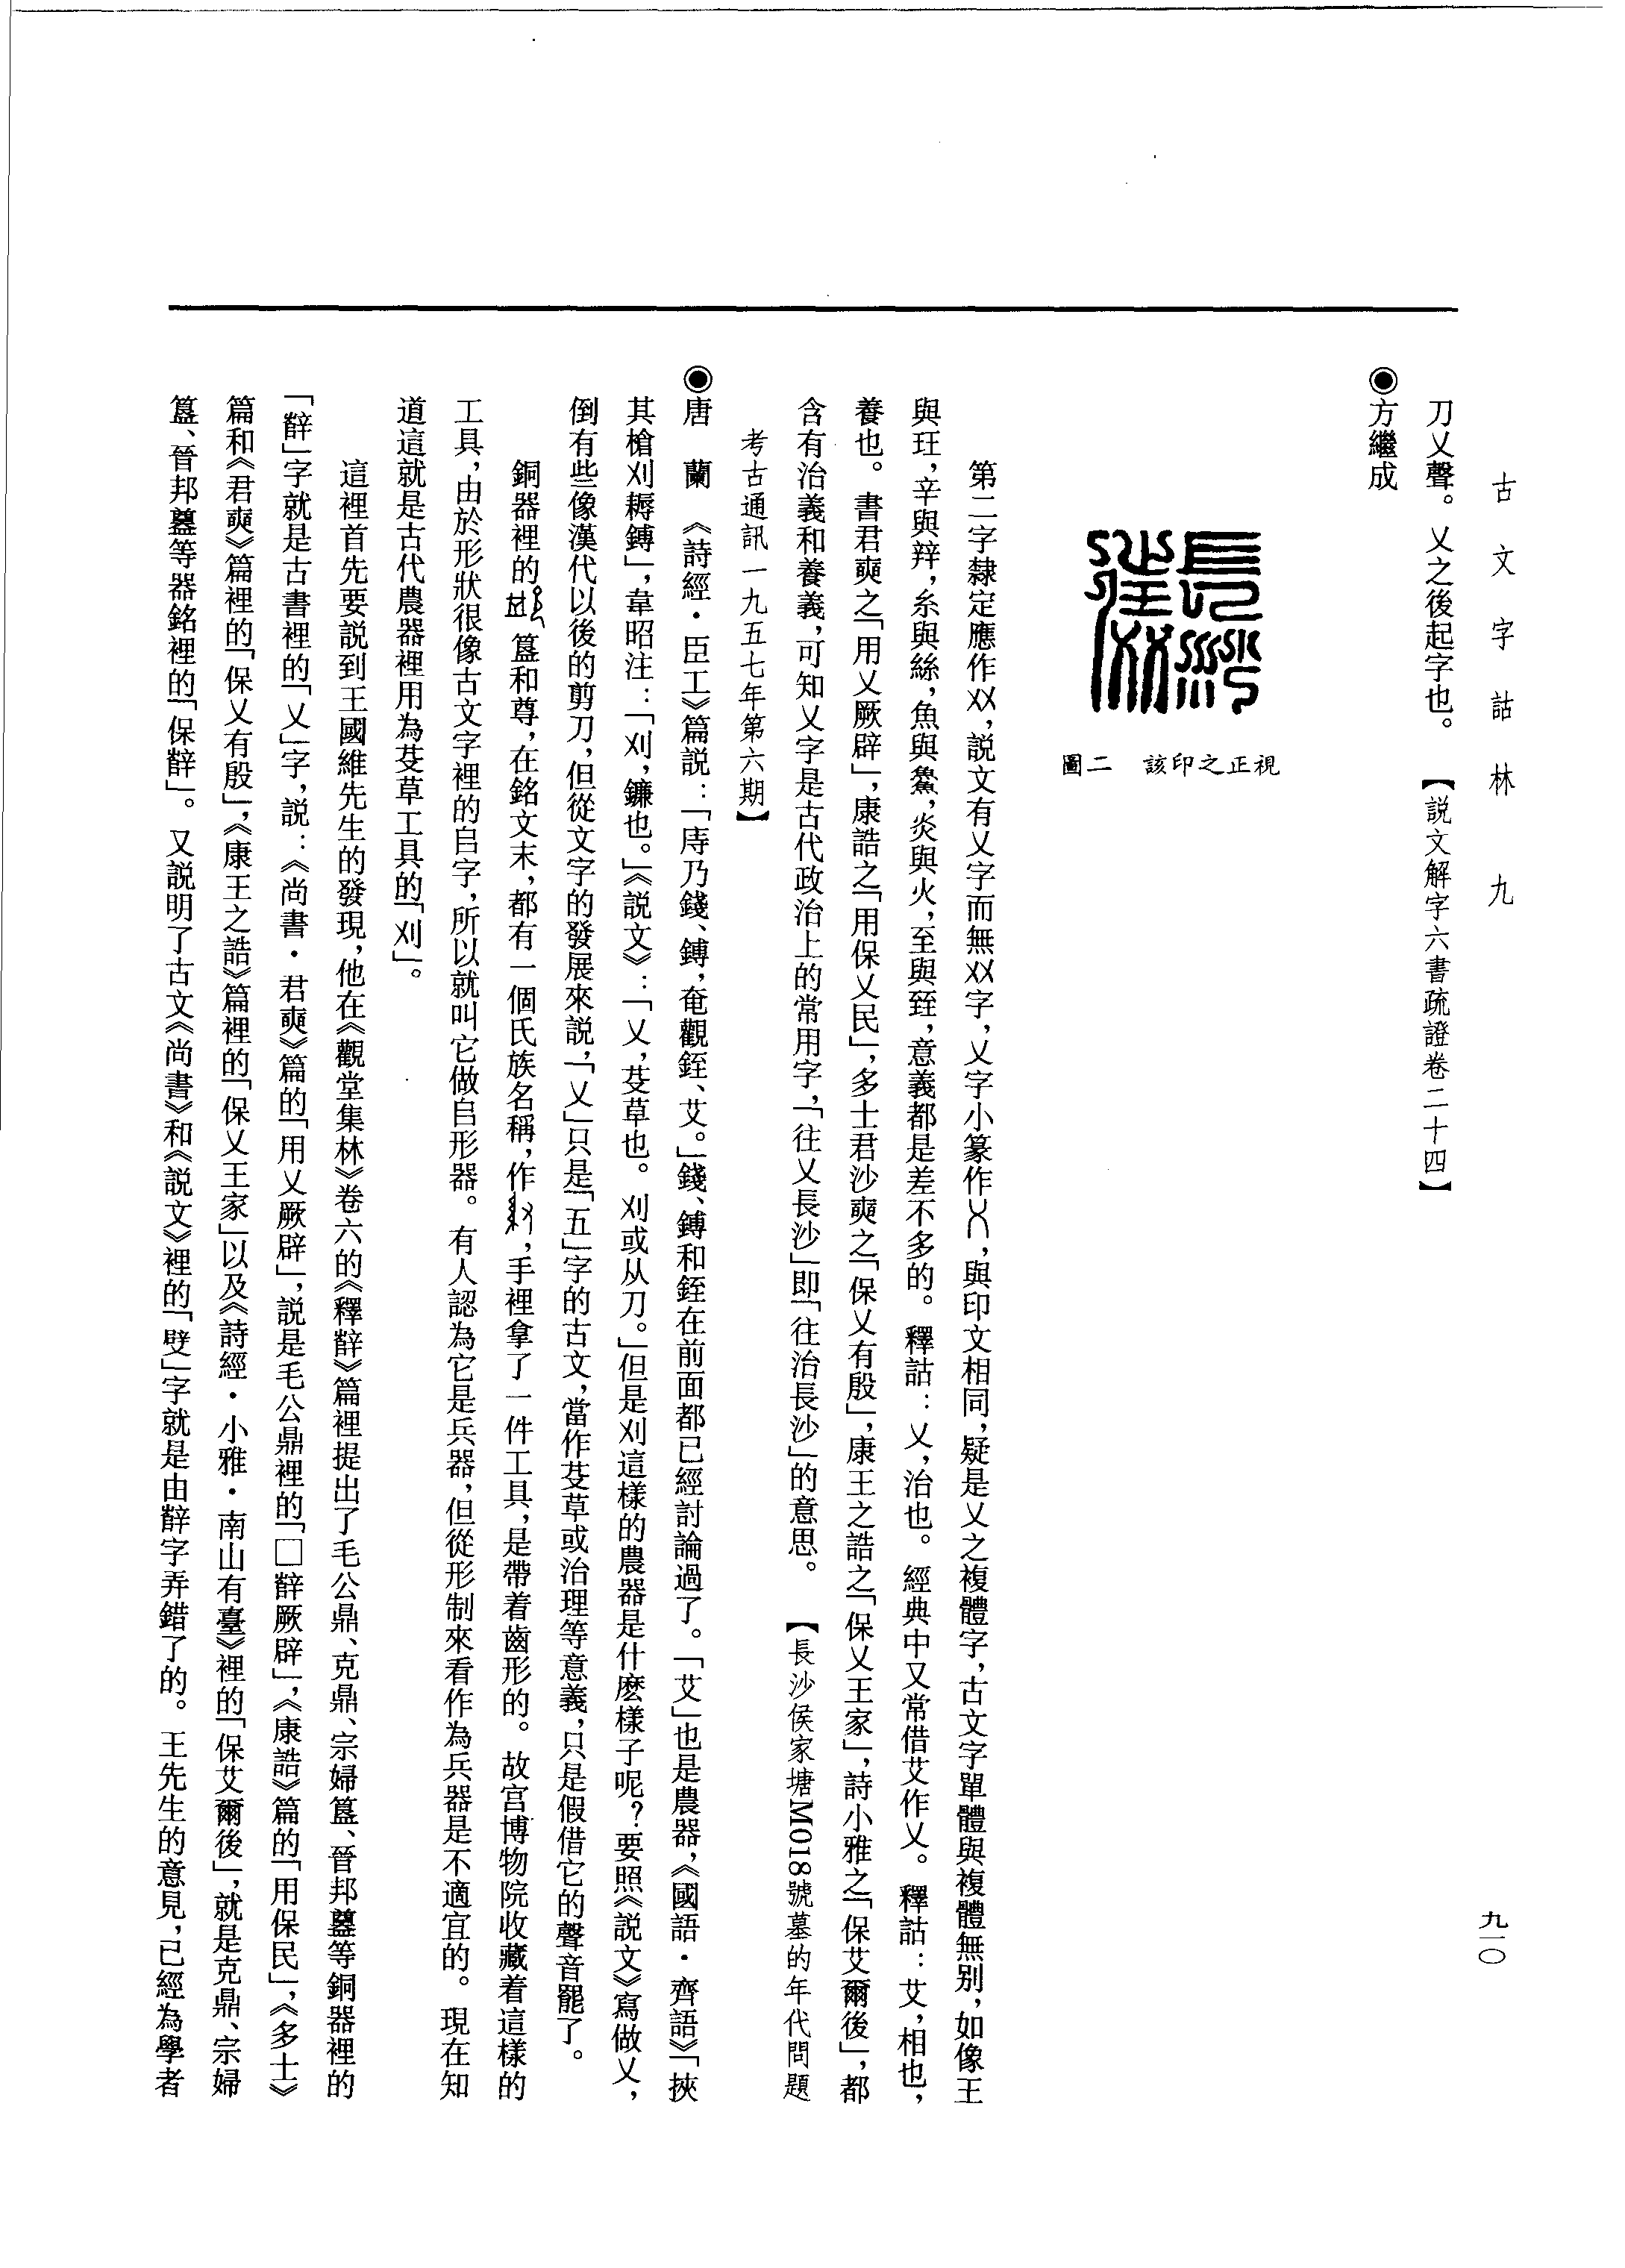 古文字詁林　九
九一〇
刀乂聲。乂之後起字也。　【説文解字六書疏證卷二十四】
◉方繼成
圖二　該印之正視
第二字隸定應作㸚，説文有乂字而無㸚字，乂字小篆作，與印文相同，疑是乂之複體字，古文字單體與複體無别，如像王
與玨，辛與辡，糸與絲，魚與䲆，炎與火，至與臸，意義都是差不多的。釋詁：乂，治也。經典中又常借艾作乂。釋詁：艾，相也，
養也。書君奭之「用乂厥辟」，康誥之「用保乂民」，多士君沙奭之「保乂有殷」，康王之誥之「保乂王家」，詩小雅之「保艾爾後」，都
含有治義和養義，可知乂字是古代政治上的常用字，「往乂長沙」即「往治長沙」的意思。　【長沙侯家塘M018號墓的年代問題
考古通訊一九五七年第六期】
◉唐　蘭　《詩經・臣工》篇説：「庤乃錢、鎛，奄觀銍、艾。」錢、鎛和銍在前面都已經討論過了。「艾」也是農器，《國語・齊語》「挾
其槍刈耨鎛」，韋昭注：「刈，鐮也。」《説文》：「乂，芟草也。刈或从刀。」但是刈這樣的農器是什麽樣子呢？要照《説文》寫做乂，
倒有些像漢代以後的剪刀，但從文字的發展來説，「乂」只是「五」字的古文，當作芟草或治理等意義，只是假借它的聲音罷了。
銅器裡的簋和尊，在銘文末，都有一個氏族名稱，作，手裡拿了一件工具，是帶着齒形的。故宫博物院收藏着這樣的
工具，由於形狀很像古文字裡的𠂤字，所以就叫它做𠂤形器。有人認為它是兵器，但從形制來看作為兵器是不適宜的。現在知
道這就是古代農器裡用為芟草工具的「刈」。
這裡首先要説到王國維先生的發現，他在《觀堂集林》卷六的《釋辥》篇裡提出了毛公鼎、克鼎、宗婦簋、晉邦𥂴等銅器裡的
「辥」字就是古書裡的「乂」字，説：《尚書・君奭》篇的「用乂厥辟」，説是毛公鼎裡的「□辥厥辟」，《康誥》篇的「用保民」，《多士》
篇和《君奭》篇裡的「保乂有殷」，《康王之誥》篇裡的「保乂王家」以及《詩經・小雅・南山有臺》裡的「保艾爾後」，就是克鼎、宗婦
簋、晉邦𥂴等器銘裡的「保辥」。又説明了古文《尚書》和《説文》裡的「㜸」字就是由辥字弄錯了的。王先生的意見，已經為學者